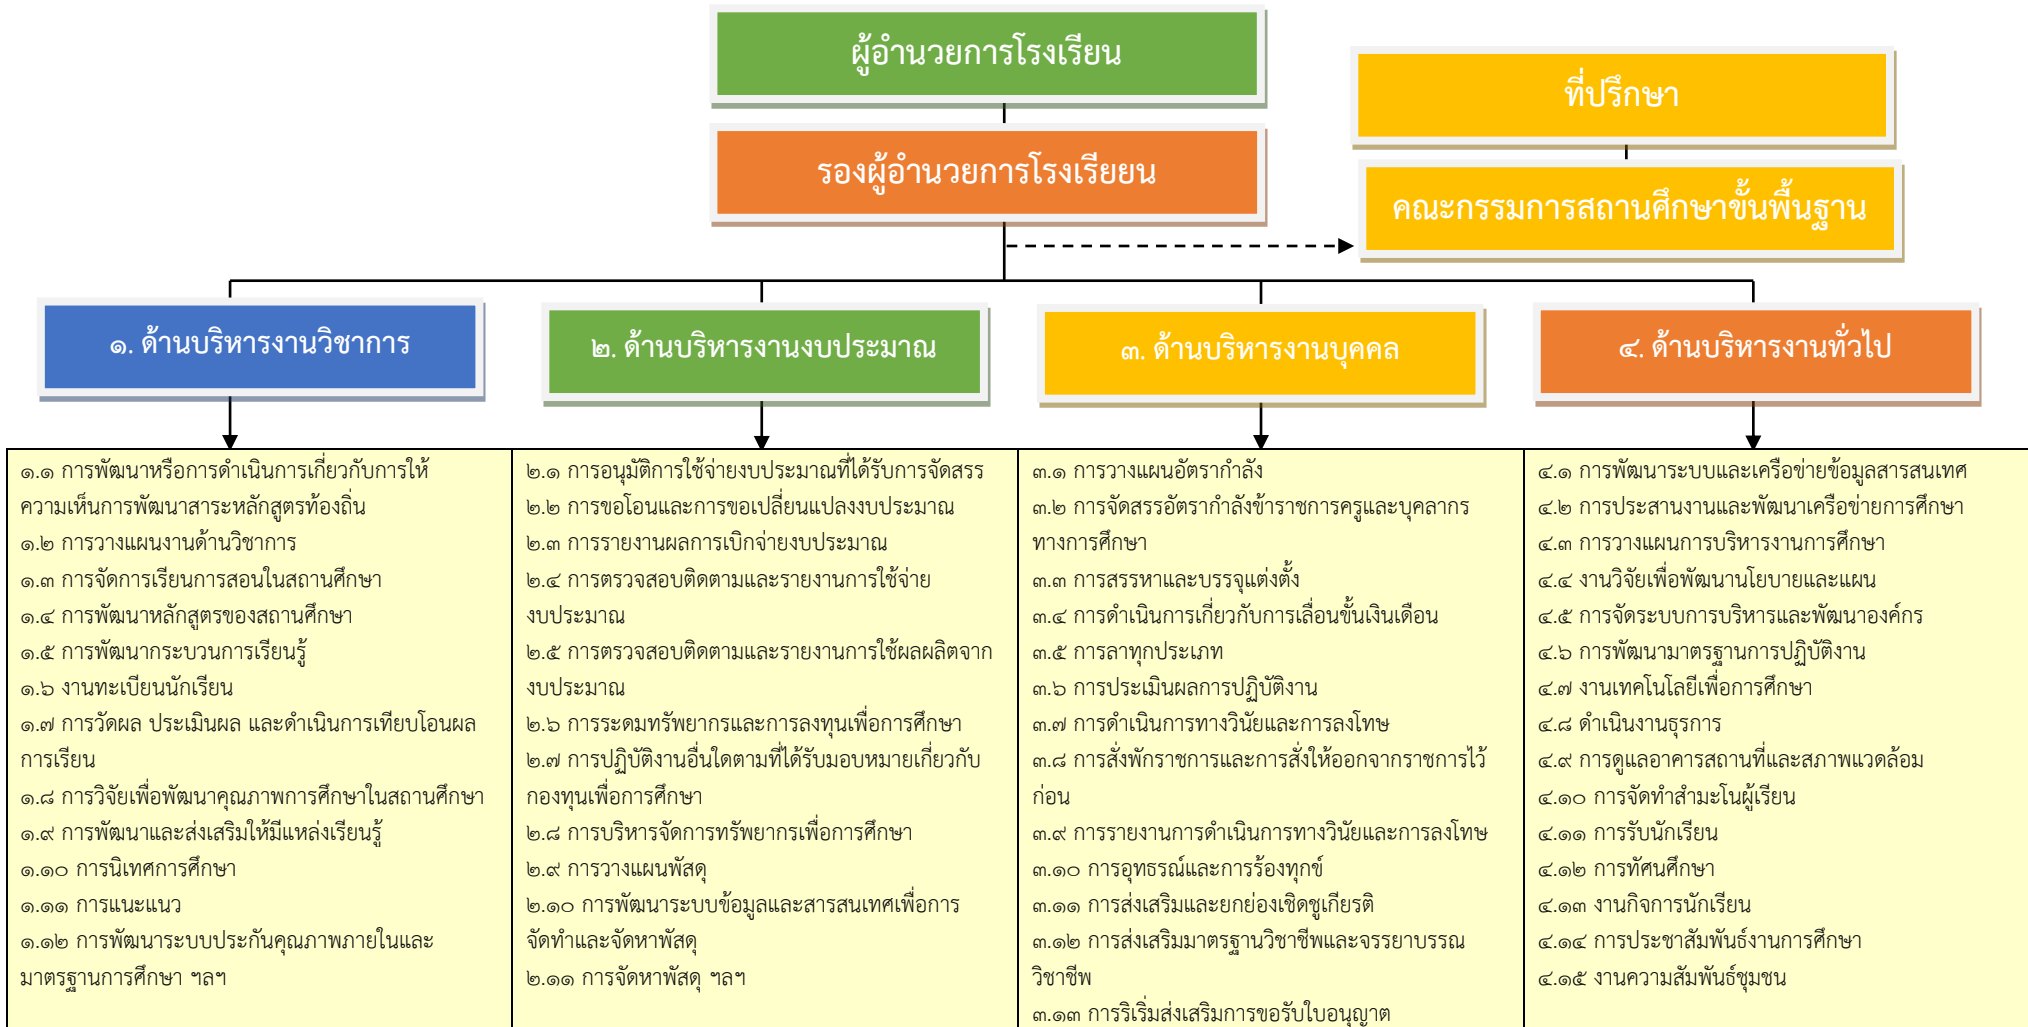 ผู้อำนวยการโรงเรียน
ที่ปรึกษา
รองผู้อำนวยการโรงเรียยน
คณะกรรมการสถานศึกษาขั้นพื้นฐาน
๑. ด้านบริหารงานวิชาการ
๒. ด้านบริหารงานงบประมาณ
๓. ด้านบริหารงานบุคคล
๔. ด้านบริหารงานทั่วไป
๑.๑ การพัฒนาหรือการดำเนินการเกี่ยวกับการให้
ความเห็นการพัฒนาสาระหลักสูตรท้องถิ่น
๑.๒ การวางแผนงานด้านวิชาการ
๑.๓ การจัดการเรียนการสอนในสถานศึกษา
๑.๔ การพัฒนาหลักสูตรของสถานศึกษา
๑.๕ การพัฒนากระบวนการเรียนรู้
๑.๖ งานทะเบียนนักเรียน
๑.๗ การวัดผล ประเมินผล และดำเนินการเทียบโอนผล
การเรียน
๑.๘ การวิจัยเพื่อพัฒนาคุณภาพการศึกษาในสถานศึกษา
๑.๙ การพัฒนาและส่งเสริมให้มีแหล่งเรียนรู้
๑.๑๐ การนิเทศการศึกษา
๑.๑๑ การแนะแนว
๑.๑๒ การพัฒนาระบบประกันคุณภาพภายในและ
มาตรฐานการศึกษา ฯลฯ
๒.๑ การอนุมัติการใช้จ่ายงบประมาณที่ได้รับการจัดสรร
๒.๒ การขอโอนและการขอเปลี่ยนแปลงงบประมาณ
๒.๓ การรายงานผลการเบิกจ่ายงบประมาณ
๒.๔ การตรวจสอบติดตามและรายงานการใช้จ่าย
งบประมาณ
๒.๕ การตรวจสอบติดตามและรายงานการใช้ผลผลิตจาก
งบประมาณ
๒.๖ การระดมทรัพยากรและการลงทุนเพื่อการศึกษา
๒.๗ การปฏิบัติงานอื่นใดตามที่ได้รับมอบหมายเกี่ยวกับ
กองทุนเพื่อการศึกษา
๒.๘ การบริหารจัดการทรัพยากรเพื่อการศึกษา
๒.๙ การวางแผนพัสดุ
๒.๑๐ การพัฒนาระบบข้อมูลและสารสนเทศเพื่อการ
จัดทำและจัดหาพัสดุ
๒.๑๑ การจัดหาพัสดุ ฯลฯ
๓.๑ การวางแผนอัตรากำลัง
๓.๒ การจัดสรรอัตรากำลังข้าราชการครูและบุคลากร
ทางการศึกษา
๓.๓ การสรรหาและบรรจุแต่งตั้ง
๓.๔ การดำเนินการเกี่ยวกับการเลื่อนขั้นเงินเดือน
๓.๕ การลาทุกประเภท
๓.๖ การประเมินผลการปฏิบัติงาน
๓.๗ การดำเนินการทางวินัยและการลงโทษ
๓.๘ การสั่งพักราชการและการสั่งให้ออกจากราชการไว้
ก่อน
๓.๙ การรายงานการดำเนินการทางวินัยและการลงโทษ
๓.๑๐ การอุทธรณ์และการร้องทุกข์
๓.๑๑ การส่งเสริมและยกย่องเชิดชูเกียรติ
๓.๑๒ การส่งเสริมมาตรฐานวิชาชีพและจรรยาบรรณ
วิชาชีพ
๓.๑๓ การริเริ่มส่งเสริมการขอรับใบอนุญาต
๔.๑ การพัฒนาระบบและเครือข่ายข้อมูลสารสนเทศ
๔.๒ การประสานงานและพัฒนาเครือข่ายการศึกษา
๔.๓ การวางแผนการบริหารงานการศึกษา
๔.๔ งานวิจัยเพื่อพัฒนานโยบายและแผน
๔.๕ การจัดระบบการบริหารและพัฒนาองค์กร
๔.๖ การพัฒนามาตรฐานการปฏิบัติงาน
๔.๗ งานเทคโนโลยีเพื่อการศึกษา
๔.๘ ดำเนินงานธุรการ
๔.๙ การดูแลอาคารสถานที่และสภาพแวดล้อม
๔.๑๐ การจัดทำสำมะโนผู้เรียน
๔.๑๑ การรับนักเรียน
๔.๑๒ การทัศนศึกษา
๔.๑๓ งานกิจการนักเรียน
๔.๑๔ การประชาสัมพันธ์งานการศึกษา
๔.๑๕ งานความสัมพันธ์ชุมชน